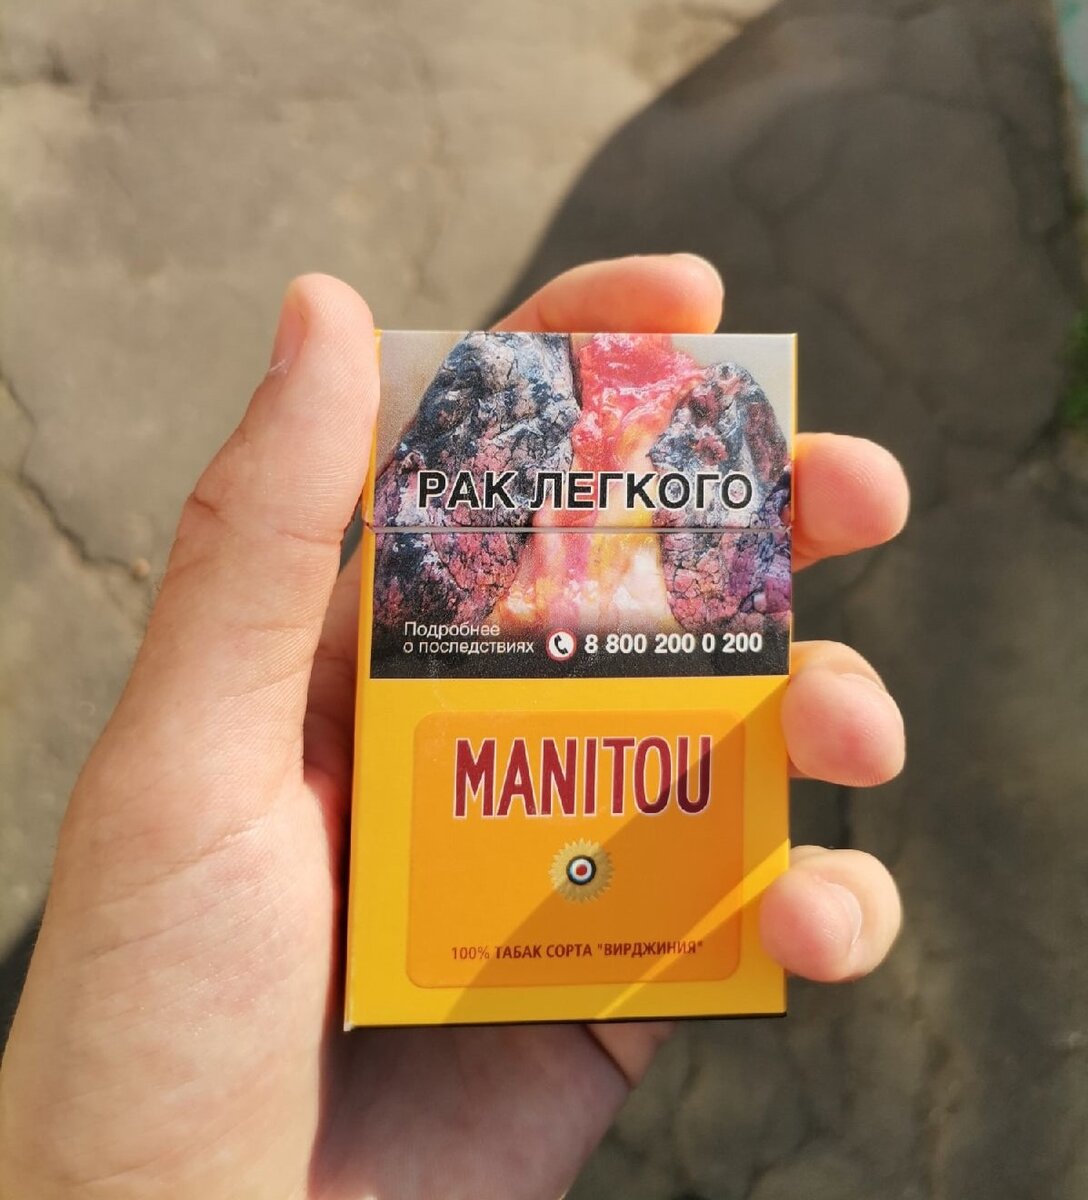 РАК ЛЕГКОГО
Подробнее
о последствиях
8 800 200 0 200
MANITOU
100% ТАБАК СОРТА "ВИРДЖИНИЯ"